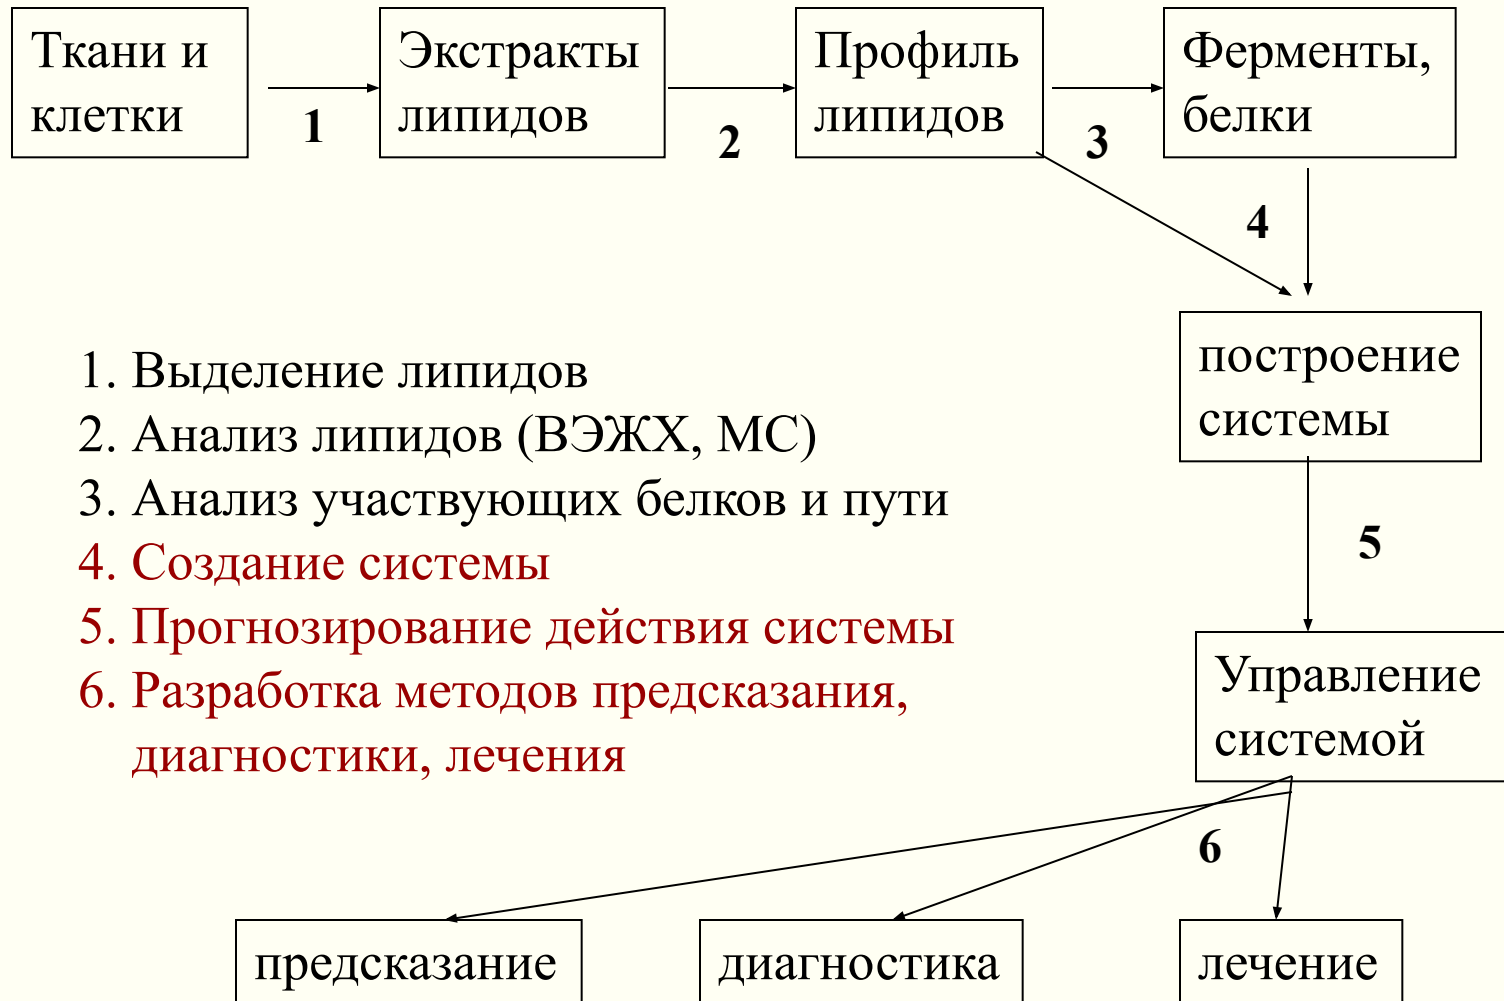 Ткани и
клетки
1
Экстракты
липидов
2
Профиль
липидов
3
Ферменты,
белки
4
построение
системы
1. Выделение липидов
2. Анализ липидов (ВЭЖХ, МС)
3. Анализ участвующих белков и пути
4. Создание системы
5. Прогнозирование действия системы
6. Разработка методов предсказания,
диагностики, лечения
5
Управление
системой
6
предсказание
диагностика
лечение